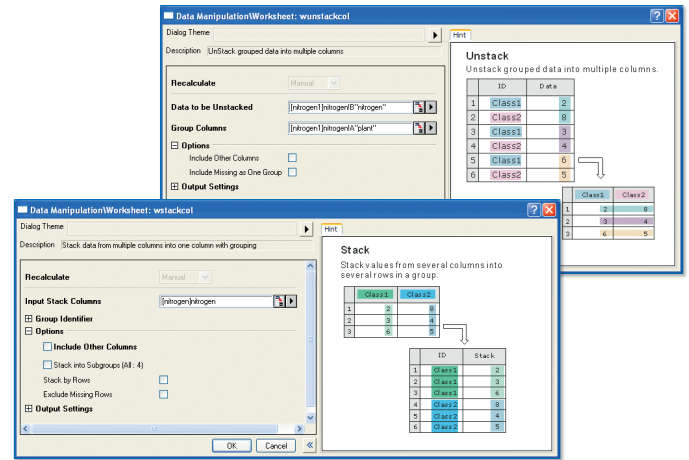 Data Manipulation\Worksheet: wunstackcol
Dialog Theme
Description UnStack grouped data into multiple columns
Recalculate Manual
Data to be Unstacked [nitrogen1]nitrogen!B"nitrogen"
Group Columns [nitrogen1]nitrogen!A"plant"
Options
Include Other Columns
Include Missing as One Group
Output Settings
Hint
Unstack
Unstack grouped data into multiple columns.
ID Data
1 Class1 2
2 Class2 8
3 Class1 3
4 Class2 4
5 Class1 6
6 Class2 5
Class1 Class2
1 2 8
2 3 4
3 6 5
Data Manipulation\Worksheet: wstackcol
Dialog Theme
Description Stack data from multiple columns into one column with grouping
Recalculate Manual
Input Stack Columns [nitrogen]nitrogen
Group Identifier
Options
Include Other Columns
Stack into Subgroups (All : 4)
Stack by Rows
Exclude Missing Rows
Output Settings
OK Cancel
Hint
Stack
Stack values from several columns into
several rows in a group.
Class1 Class2
1 2 8
2 3 4
3 6 5
ID Stack
1 Class1 2
2 Class1 3
3 Class1 6
4 Class2 8
5 Class2 4
6 Class2 5